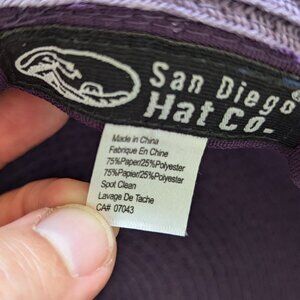 San Diego
Hat Co-
Made in China
Fabrique En Chine
75%Papier/25%Polyester
75%Paper/25%Polyester
Spot Clean
Lavage De Tache
CA# 07043